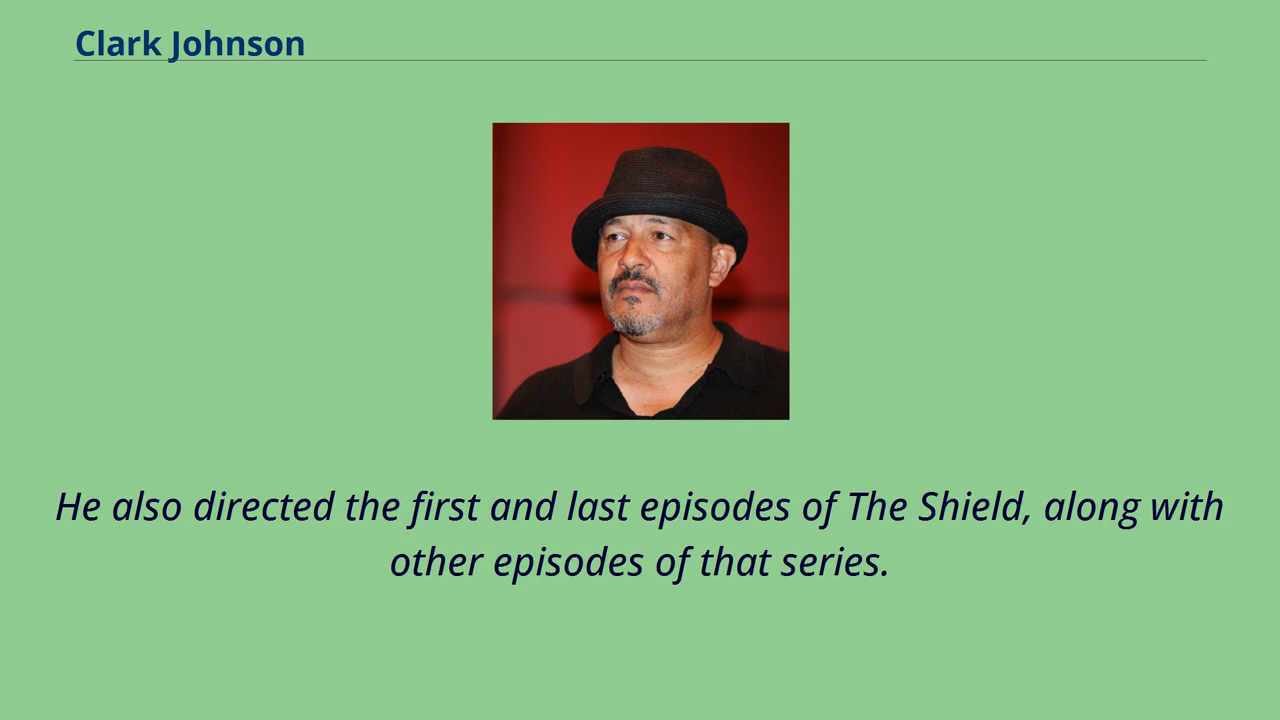 Clark Johnson
He also directed the first and last episodes of The Shield, along with
other episodes of that series.